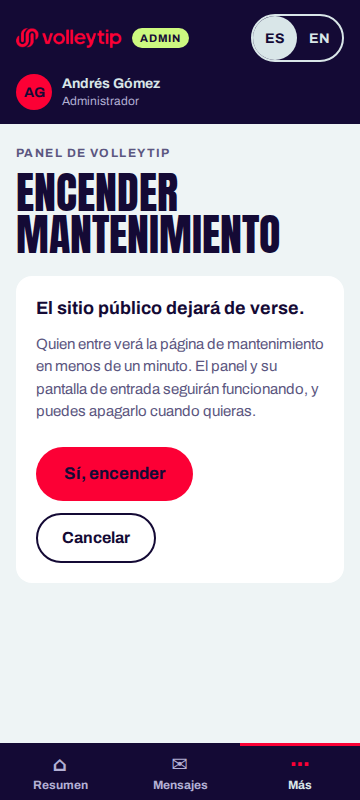 volleytip ADMIN ES EN
AG Andrés Gómez
Administrador
PANEL DE VOLLEYTIP
ENCENDER
MANTENIMIENTO
El sitio público dejará de verse.
Quien entre verá la página de mantenimiento
en menos de un minuto. El panel y su
pantalla de entrada seguirán funcionando, y
puedes apagarlo cuando quieras.
Sí, encender
Cancelar
Resumen Mensajes Más